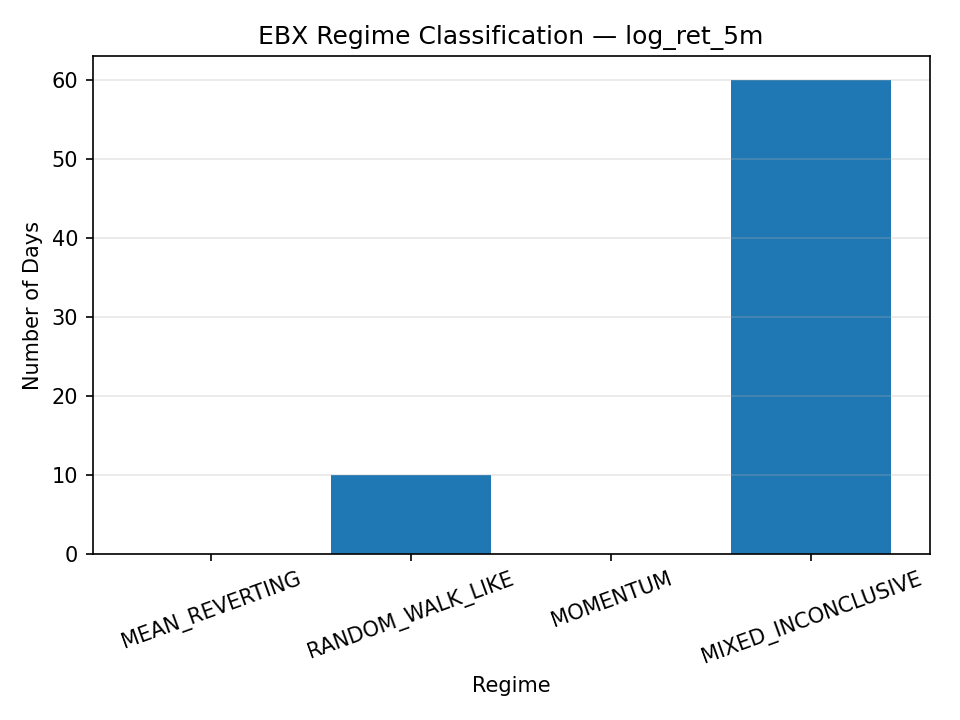 EBX Regime Classification — log_ret_5m
Number of Days
60
50
40
30
20
10
0
MEAN_REVERTING
RANDOM_WALK_LIKE
MOMENTUM
MIXED_INCONCLUSIVE
Regime